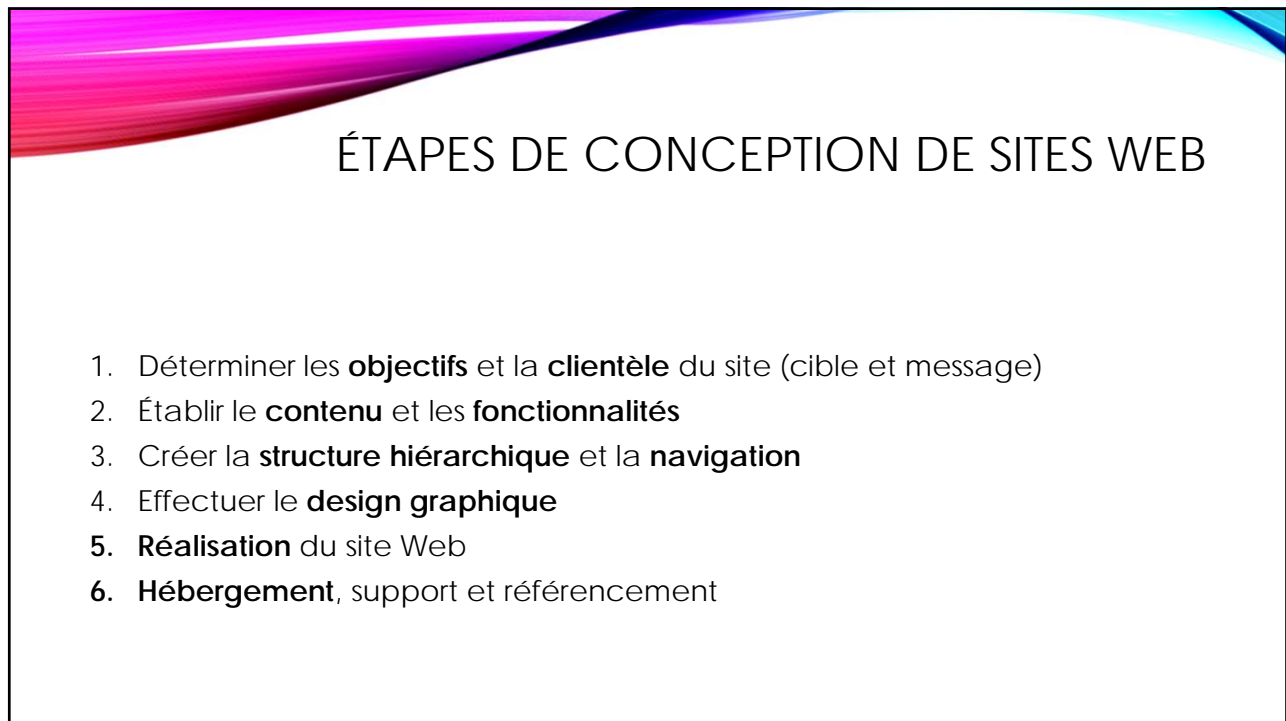 ÉTAPES DE CONCEPTION DE SITES WEB
1. Déterminer les objectifs et la clientèle du site (cible et message)
2. Établir le contenu et les fonctionnalités
3. Créer la structure hiérarchique et la navigation
4. Effectuer le design graphique
5. Réalisation du site Web
6. Hébergement, support et référencement